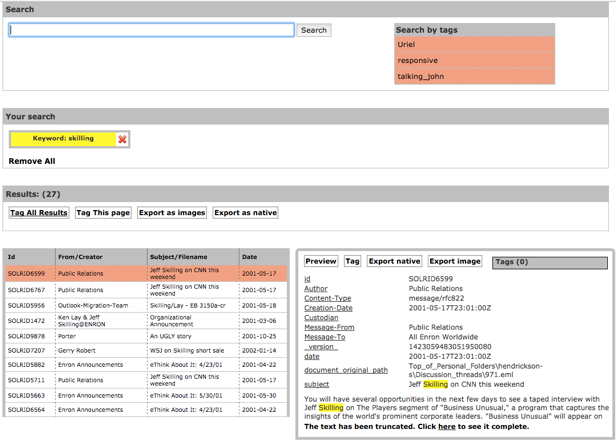 Search
Search
Search by tags
Uriel
responsive
talking_john
Your search
Keyword: skilling
Remove All
Results: (27)
Tag All Results Tag This page Export as images Export as native
Id From/Creator Subject/Filename Date
SOLRID6599 Public Relations Jeff Skilling on CNN this weekend 2001-05-17
SOLRID6767 Public Relations Jeff Skilling on CNN this weekend 2001-05-17
SOLRID5956 Outlook-Migration-Team Skilling/Lay - EB 3150a-cr 2001-05-18
SOLRID1472 Ken Lay & Jeff Skilling@ENRON Organizational Announcement 2001-03-06
SOLRID9878 Porter An UGLY story 2001-10-25
SOLRID7207 Gerry Robert WSJ on Skilling short sale 2002-01-14
SOLRID5882 Enron Announcements eThink About It: 4/23/01 2001-04-22
SOLRID5711 Public Relations Jeff Skilling on CNN this weekend 2001-05-17
SOLRID5663 Enron Announcements eThink About It: 5/30/01 2001-05-30
SOLRID6564 Enron Announcements eThink About It: 4/23/01 2001-04-22
Preview Tag Export native Export image Tags (0)
id SOLRID6599
Author Public Relations
Content-Type message/rfc822
Creation-Date 2001-05-17T23:01:00Z
Custodian
Message-From Public Relations
Message-To All Enron Worldwide
_version_ 1423059483051950080
date 2001-05-17T23:01:00Z
document_original_path Top_of_Personal_Folders\hendrickson-
s\Discussion_threads\971.eml
subject Jeff Skilling on CNN this weekend
You will have several opportunities in the next few days to see a taped interview with
Jeff Skilling on The Players segment of "Business Unusual," a program that captures the
insights of the world's prominent corporate leaders. "Business Unusual" will appear on
The text has been truncated. Click here to see it complete.